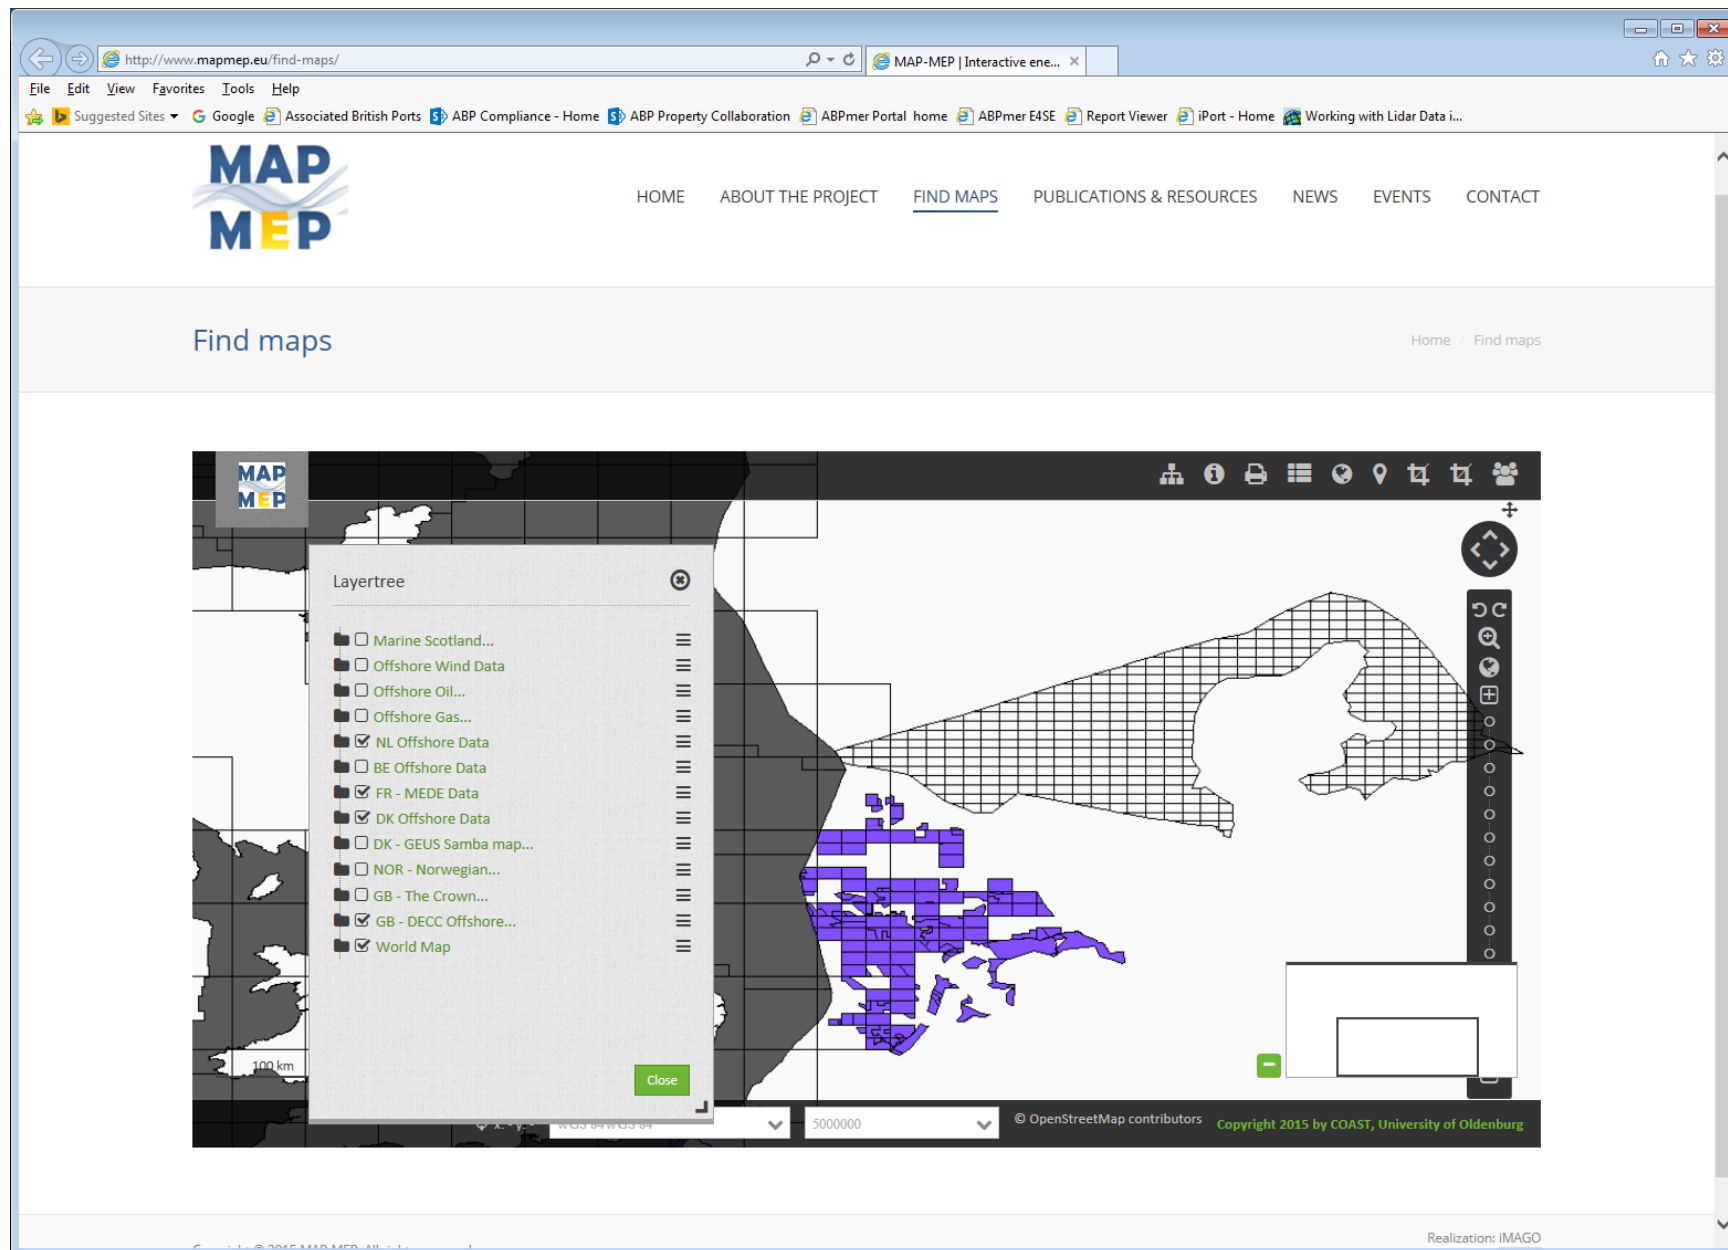 http://www.mapmep.eu/find-maps/
MAP-MEP | Interactive ene...
File Edit View Favorites Tools Help
Suggested Sites Google Associated British Ports ABP Compliance - Home ABP Property Collaboration ABPmer Portal home ABPmer E4SE Report Viewer iPort - Home Working with Lidar Data i...
MAP
MEP
HOME ABOUT THE PROJECT FIND MAPS PUBLICATIONS & RESOURCES NEWS EVENTS CONTACT
Find maps
Home / Find maps
MAP
MEP
Layertree
Marine Scotland...
Offshore Wind Data
Offshore Oil...
Offshore Gas...
NL Offshore Data
BE Offshore Data
FR - MEDE Data
DK Offshore Data
DK - GEUS Samba map...
NOR - Norwegian...
GB - The Crown...
GB - DECC Offshore...
World Map
100 km
Close
x: - y: -
WGS 84WGS 84
5000000
© OpenStreetMap contributors
Copyright 2015 by COAST, University of Oldenburg
Realization: iMAGO